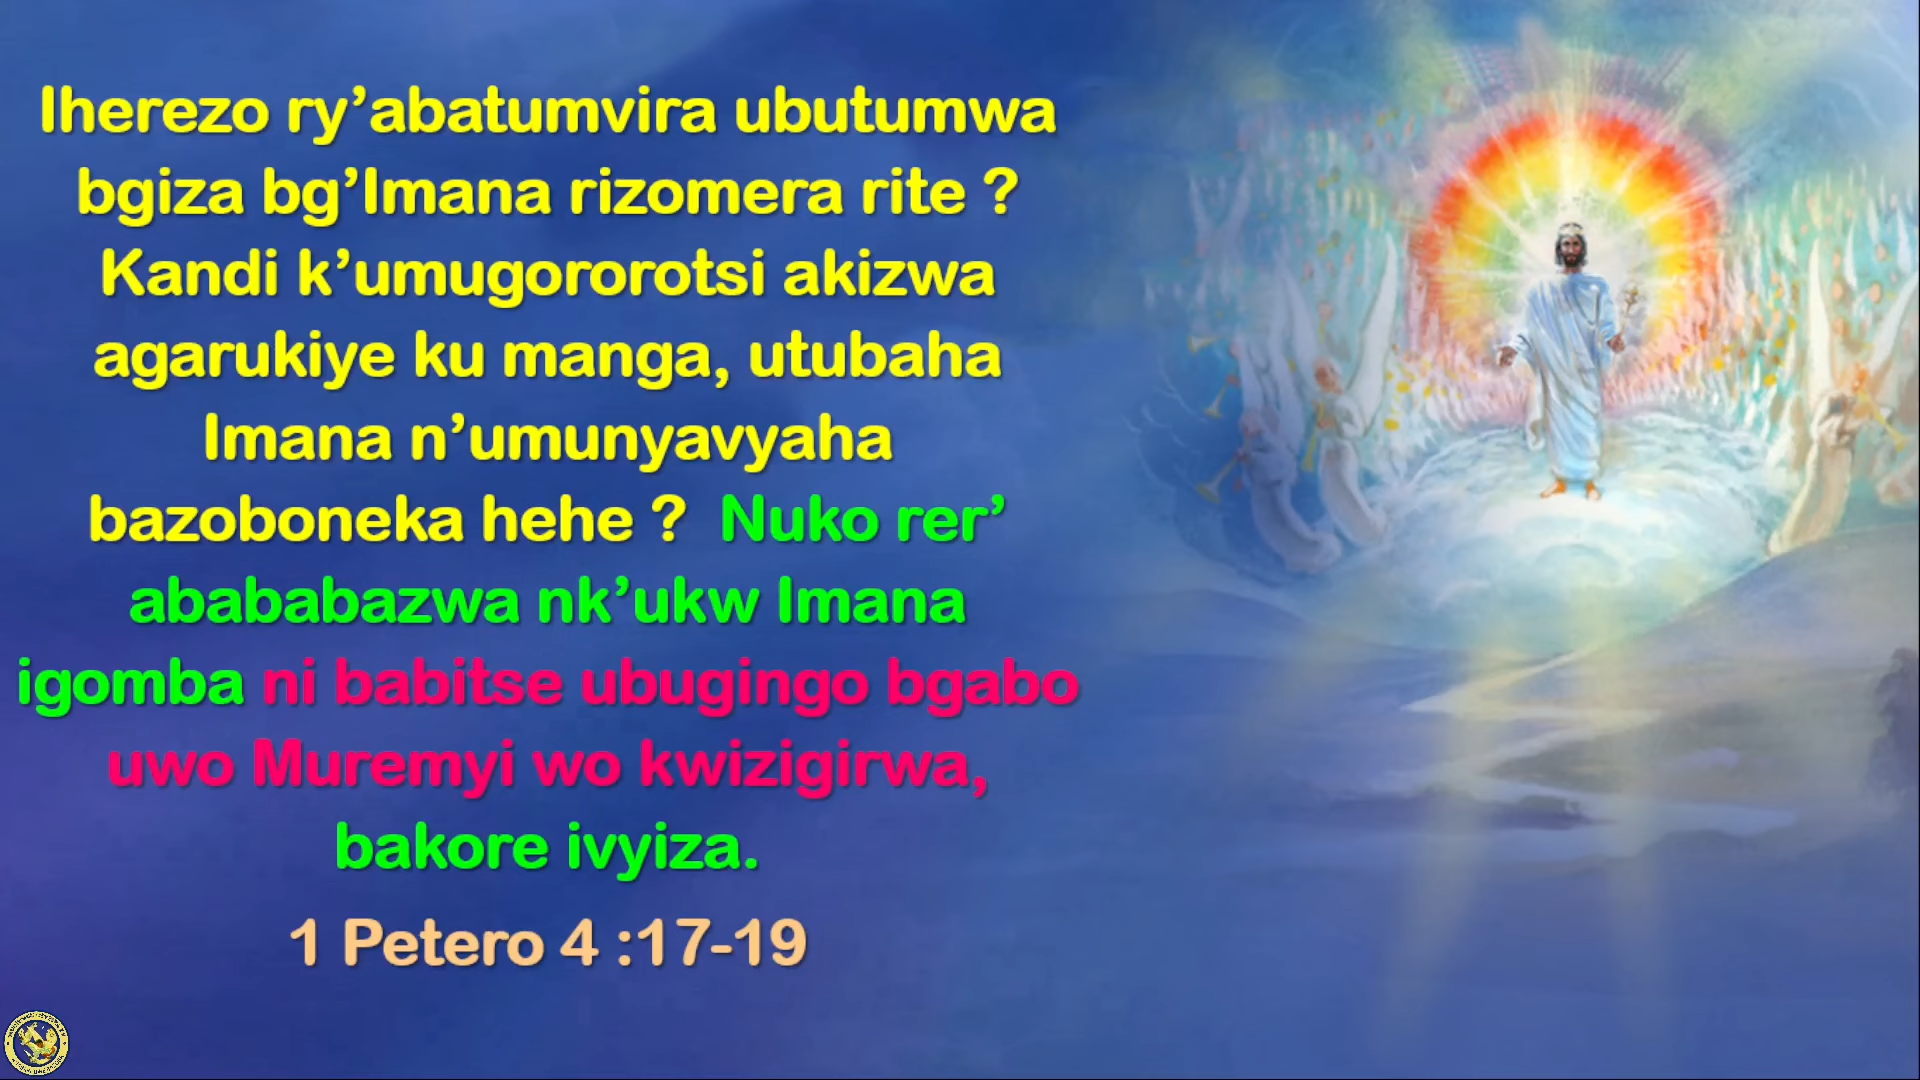 Iherezo ry’abatumvira ubutumwa
bgiza bg’Imana rizomera rite ?
Kandi k’umugororotsi akizwa
agarukiye ku manga, utubaha
Imana n’umunyavyaha
bazoboneka hehe ?  Nuko rer’
abababazwa nk’ukw Imana
igomba ni babitse ubugingo bgabo
uwo Muremyi wo kwizigirwa,
bakore ivyiza.
1 Petero 4 :17-19